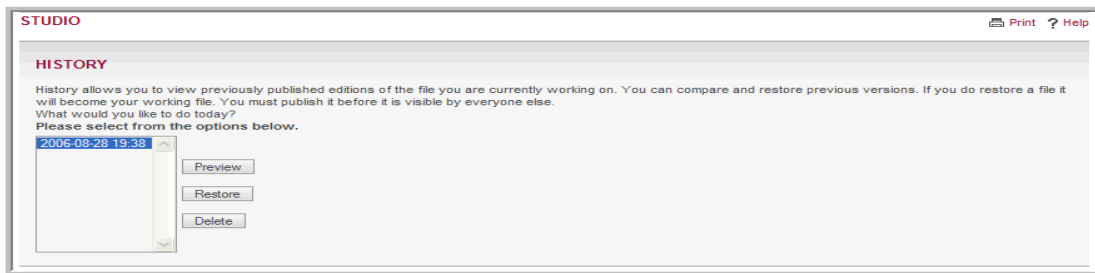 STUDIO
Print ? Help
HISTORY
History allows you to view previously published editions of the file you are currently working on. You can compare and restore previous versions. If you do restore a file it
will become your working file. You must publish it before it is visible by everyone else.
What would you like to do today?
Please select from the options below.
2006-08-28 19:38
Preview
Restore
Delete